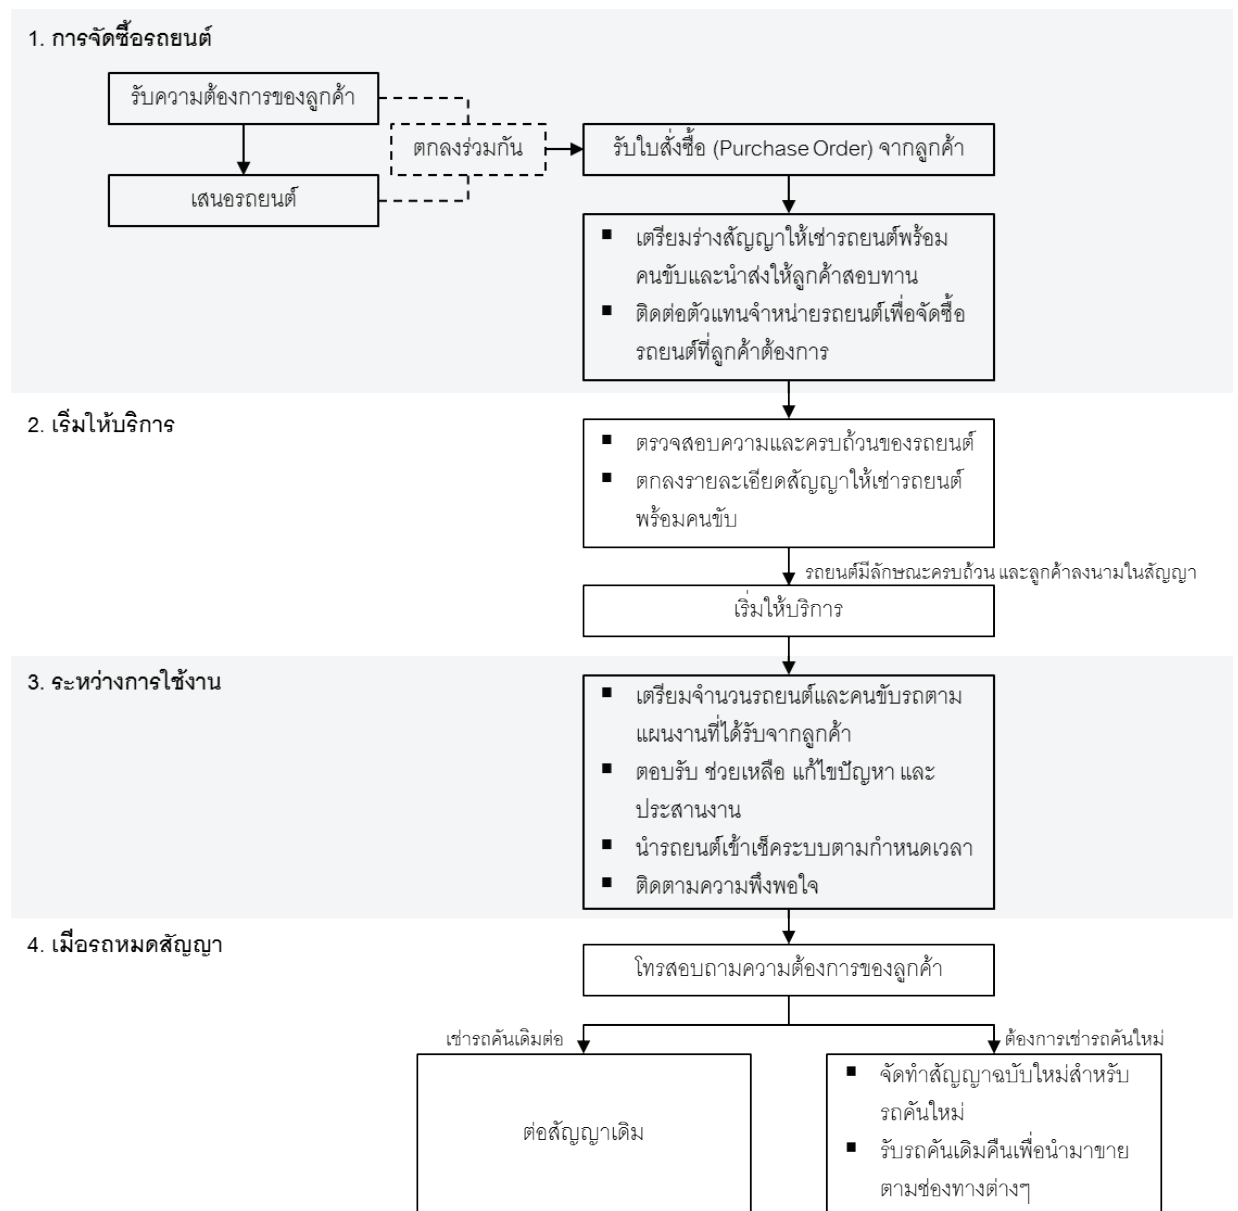 1. การจัดซื้อรถยนต์
รับความต้องการของลูกค้า
ตกลงร่วมกัน
รับใบสั่งซื้อ (Purchase Order) จากลูกค้า
เสนอรถยนต์
▪ เตรียมร่างสัญญาให้เช่ารถยนต์พร้อม
คนขับและนำส่งให้ลูกค้าสอบทาน
▪ ติดต่อตัวแทนจำหน่ายรถยนต์เพื่อจัดซื้อ
รถยนต์ที่ลูกค้าต้องการ
2. เริ่มให้บริการ
▪ ตรวจสอบความและครบถ้วนของรถยนต์
▪ ตกลงรายละเอียดสัญญาให้เช่ารถยนต์
พร้อมคนขับ
รถยนต์มีลักษณะครบถ้วน และลูกค้าลงนามในสัญญา
เริ่มให้บริการ
3. ระหว่างการใช้งาน
▪ เตรียมจำนวนรถยนต์และคนขับรถตาม
แผนงานที่ได้รับจากลูกค้า
▪ ตอบรับ ช่วยเหลือ แก้ไขปัญหา และ
ประสานงาน
▪ นำรถยนต์เข้าเช็คระบบตามกำหนดเวลา
▪ ติดตามความพึงพอใจ
4. เมื่อรถหมดสัญญา
โทรสอบถามความต้องการของลูกค้า
เช่ารถคันเดิมต่อ
ต้องการเช่ารถคันใหม่
ต่อสัญญาเดิม
▪ จัดทำสัญญาฉบับใหม่สำหรับ
รถคันใหม่
▪ รับรถคันเดิมคืนเพื่อนำมาขาย
ตามช่องทางต่างๆ